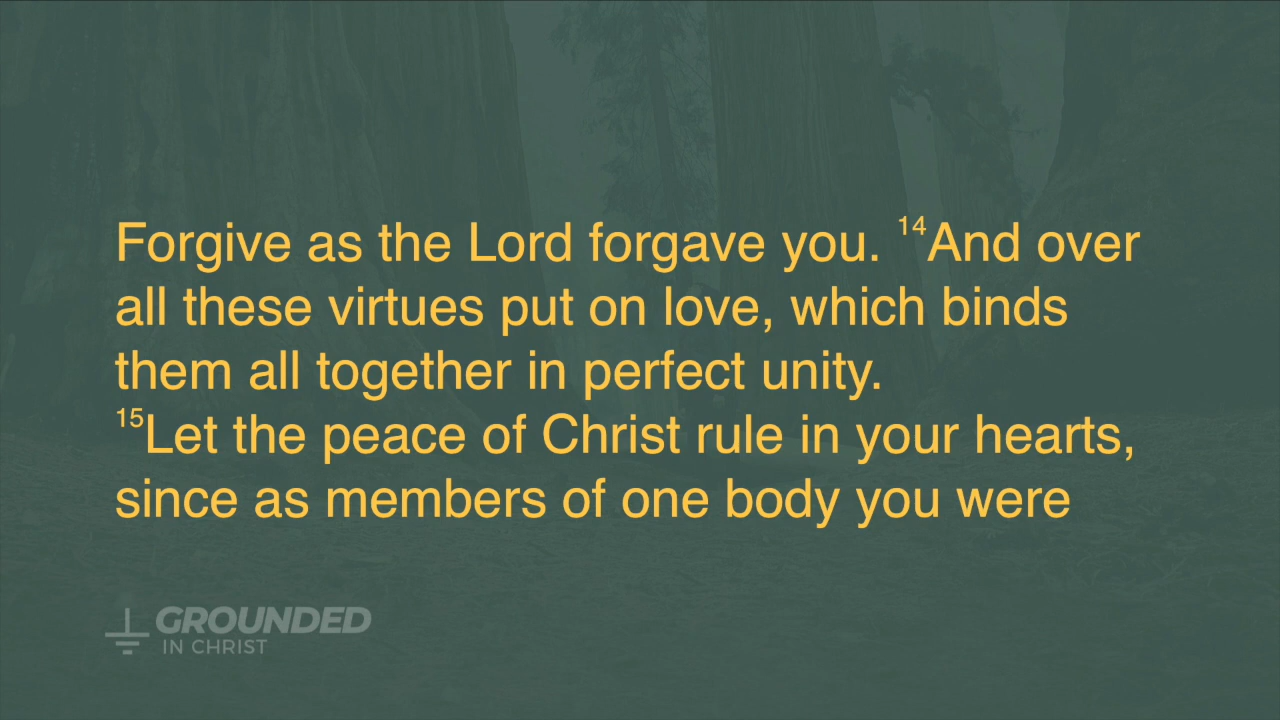 Forgive as the Lord forgave you. ¹⁴And over
all these virtues put on love, which binds
them all together in perfect unity.
¹⁵Let the peace of Christ rule in your hearts,
since as members of one body you were
GROUNDED
IN CHRIST